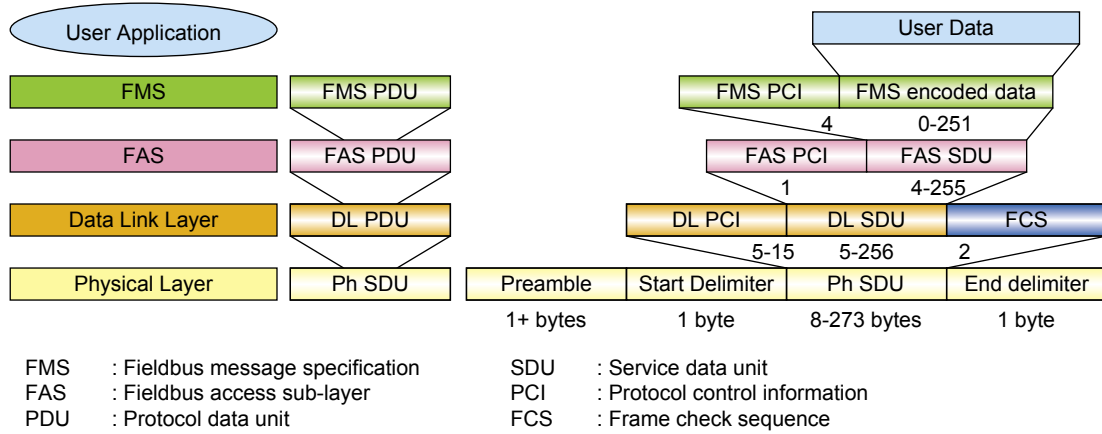 User Application
User Data
FMS
FMS PDU
FMS PCI
FMS encoded data
4
0-251
FAS
FAS PDU
FAS PCI
FAS SDU
1
4-255
Data Link Layer
DL PDU
DL PCI
DL SDU
FCS
5-15
5-256
2
Physical Layer
Ph SDU
Preamble
Start Delimiter
Ph SDU
End delimiter
1+ bytes
1 byte
8-273 bytes
1 byte
FMS : Fieldbus message specification
FAS : Fieldbus access sub-layer
PDU : Protocol data unit
SDU : Service data unit
PCI : Protocol control information
FCS : Frame check sequence